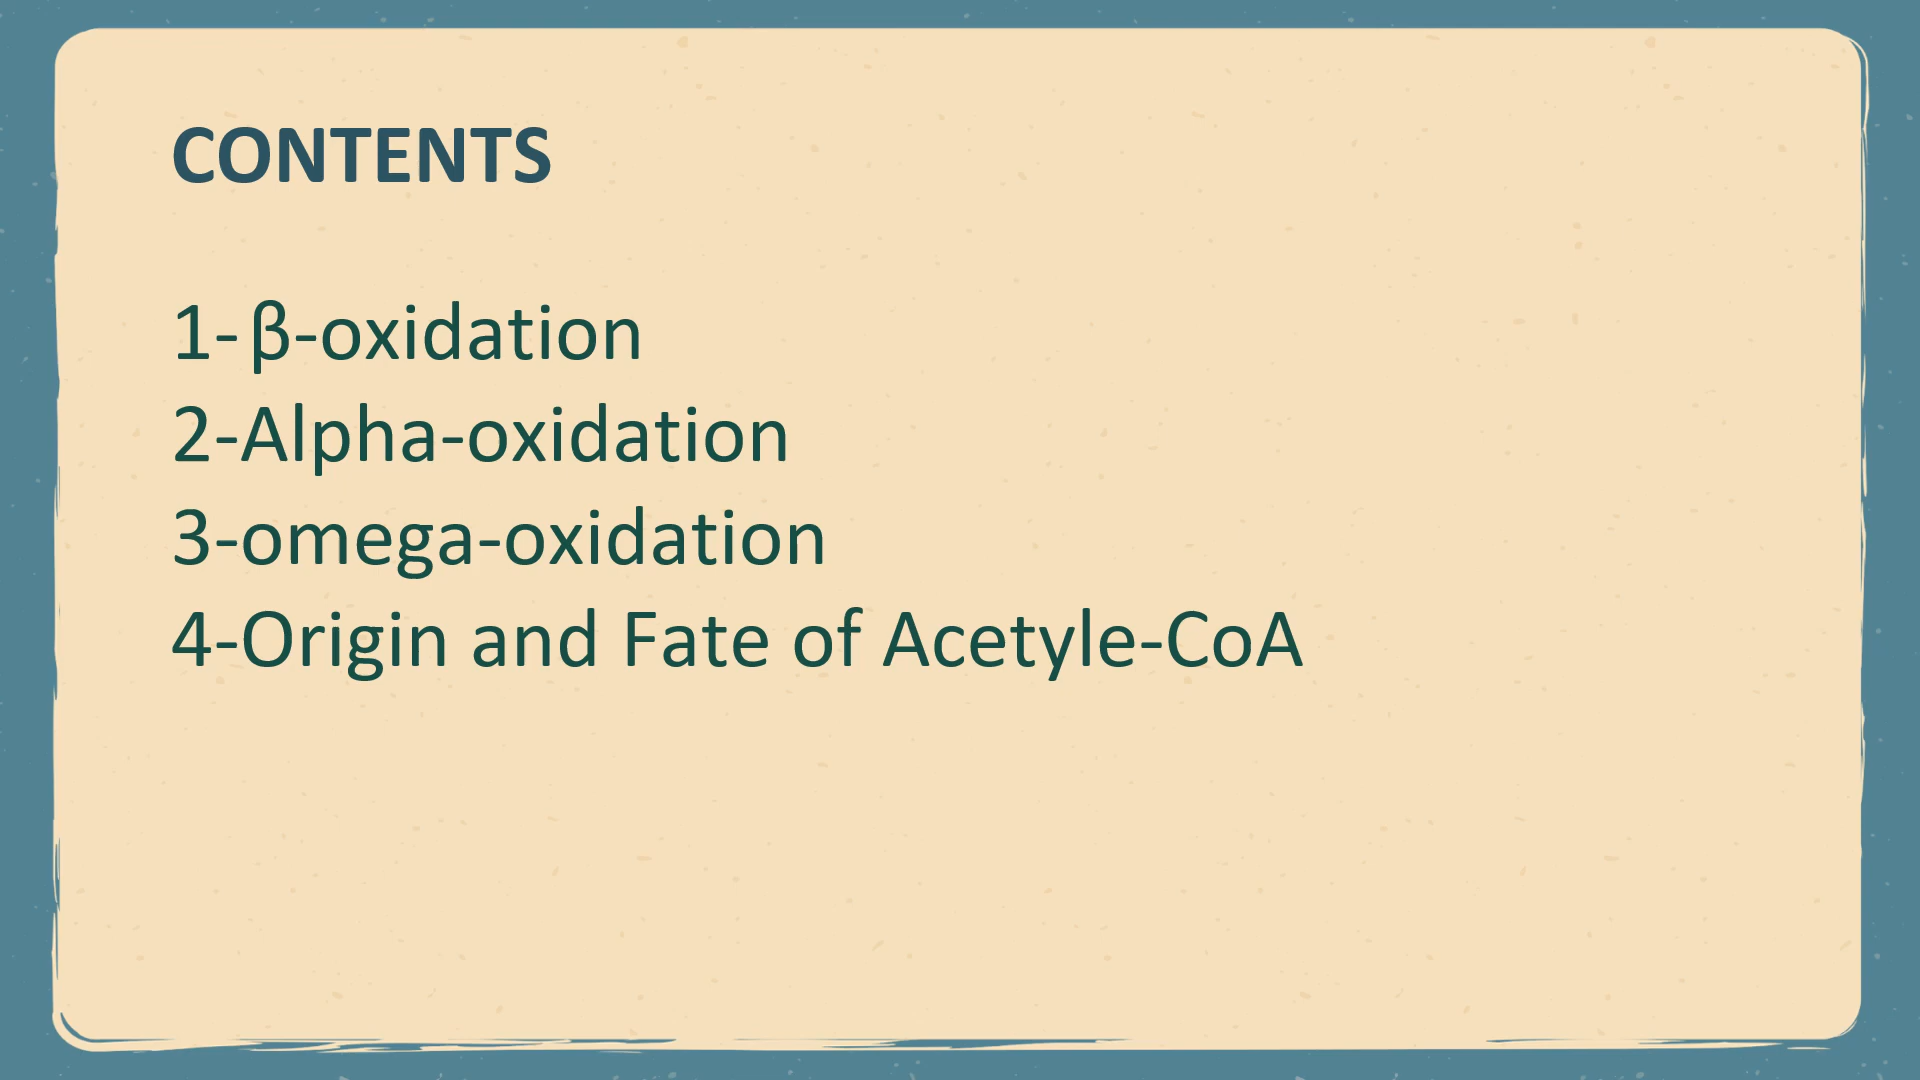 CONTENTS
1-β-oxidation
2-Alpha-oxidation
3-omega-oxidation
4-Origin and Fate of Acetyle-CoA